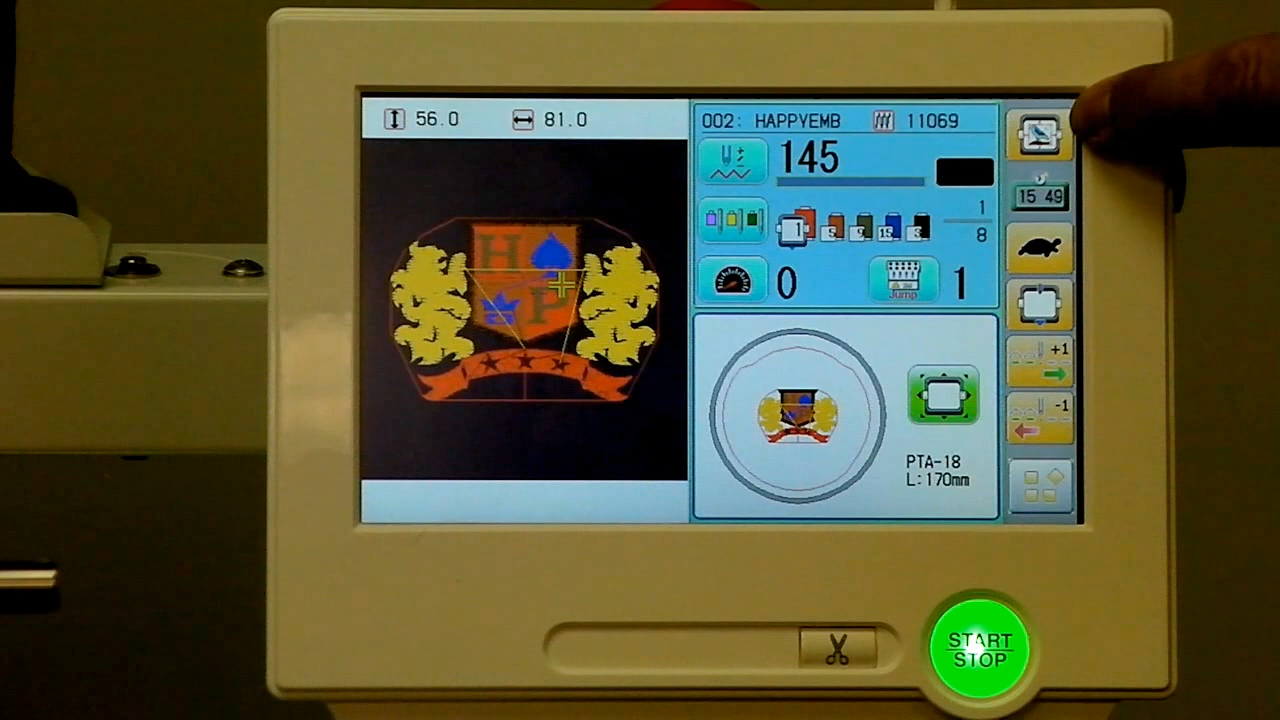 56.0 81.0
002: HAPPYEMB 11069
145
1
8
1 5 9 15 3
0 Jump 1
15 49
+1
-1
H
P
PTA-18
L:170mm
START
STOP